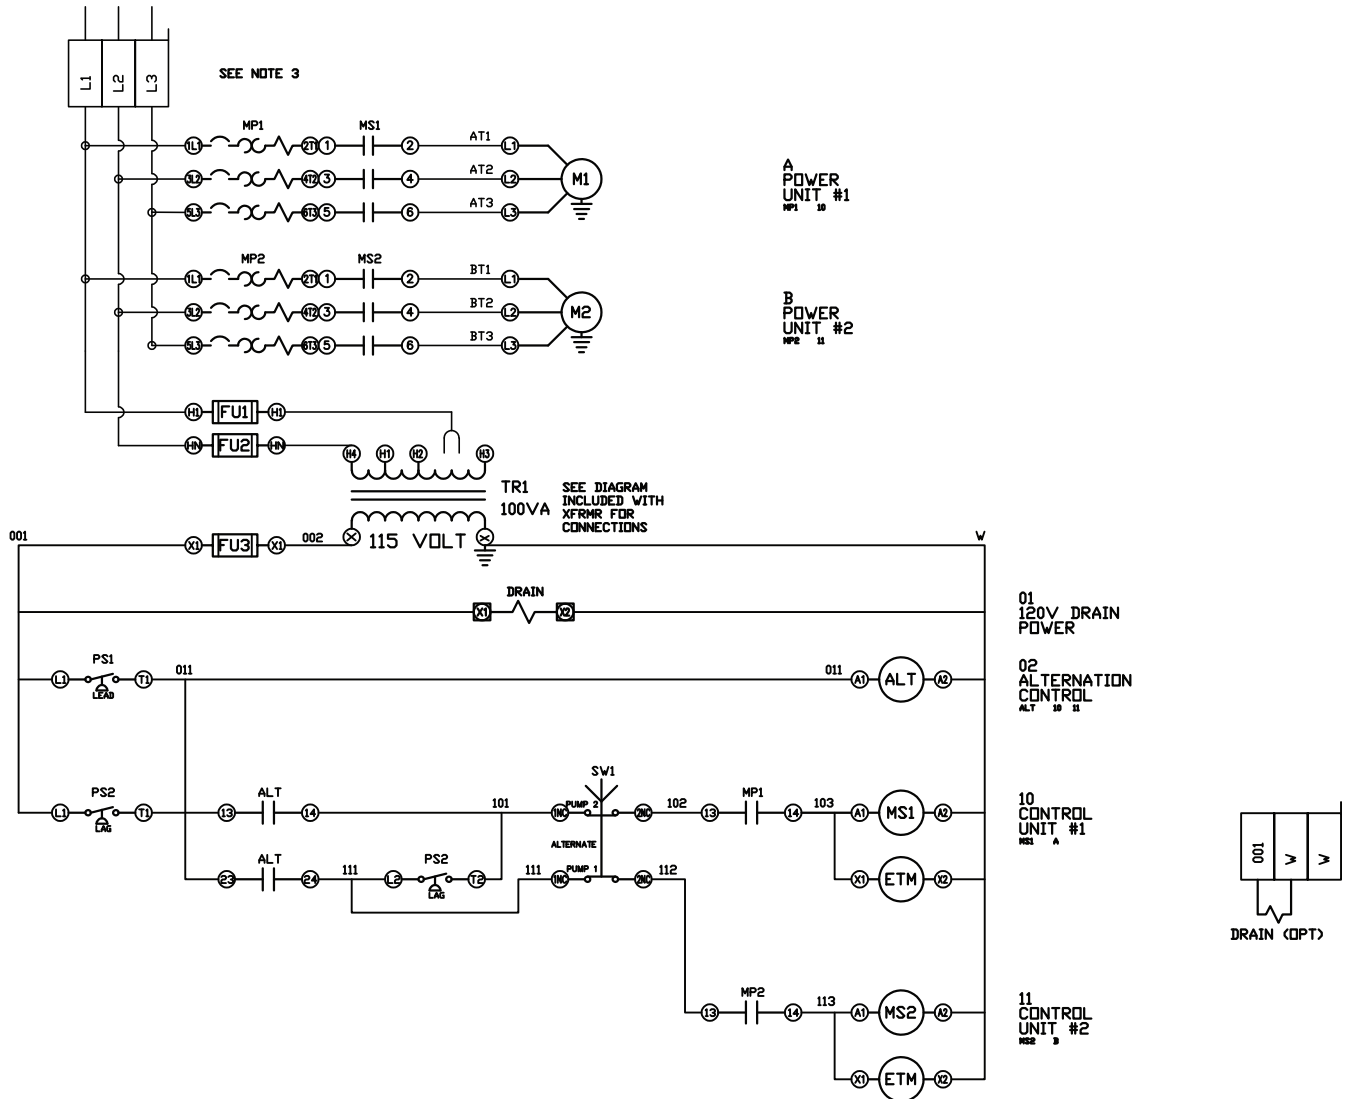 L1 L2 L3
SEE NOTE 3
MP1 MS1
1L1 2T1 1 2 AT1 L1
3L2 4T2 3 4 AT2 L2 M1
5L3 6T3 5 6 AT3 L3
A
POWER
UNIT #1
MP1 10
MP2 MS2
1L1 2T1 1 2 BT1 L1
3L2 4T2 3 4 BT2 L2 M2
5L3 6T3 5 6 BT3 L3
B
POWER
UNIT #2
MP2 11
H1 FU1 H1
HN FU2 HN
H4 H1 H2 H3
TR1
100VA
SEE DIAGRAM
INCLUDED WITH
XFRMR FOR
CONNECTIONS
001 X1 FU3 X1 002 X 115 VOLT X W
DRAIN
X1 X2
01
120V DRAIN
POWER
PS1
L1 T1 011 011 A1 ALT A2
LEAD
02
ALTERNATION
CONTROL
ALT 10 11
SW1
PS2 ALT PUMP 2 MP1
L1 T1 13 14 101 1NC 2NC 102 13 14 103 A1 MS1 A2
LAG
10
CONTROL
UNIT #1
MS1 A
ALTERNATE
ALT PS2 PUMP 1
23 24 111 L2 T2 111 1NC 2NC 112 X1 ETM X2
LAG
001 W W
DRAIN (OPT)
MP2
13 14 113 A1 MS2 A2
11
CONTROL
UNIT #2
MS2 B
X1 ETM X2